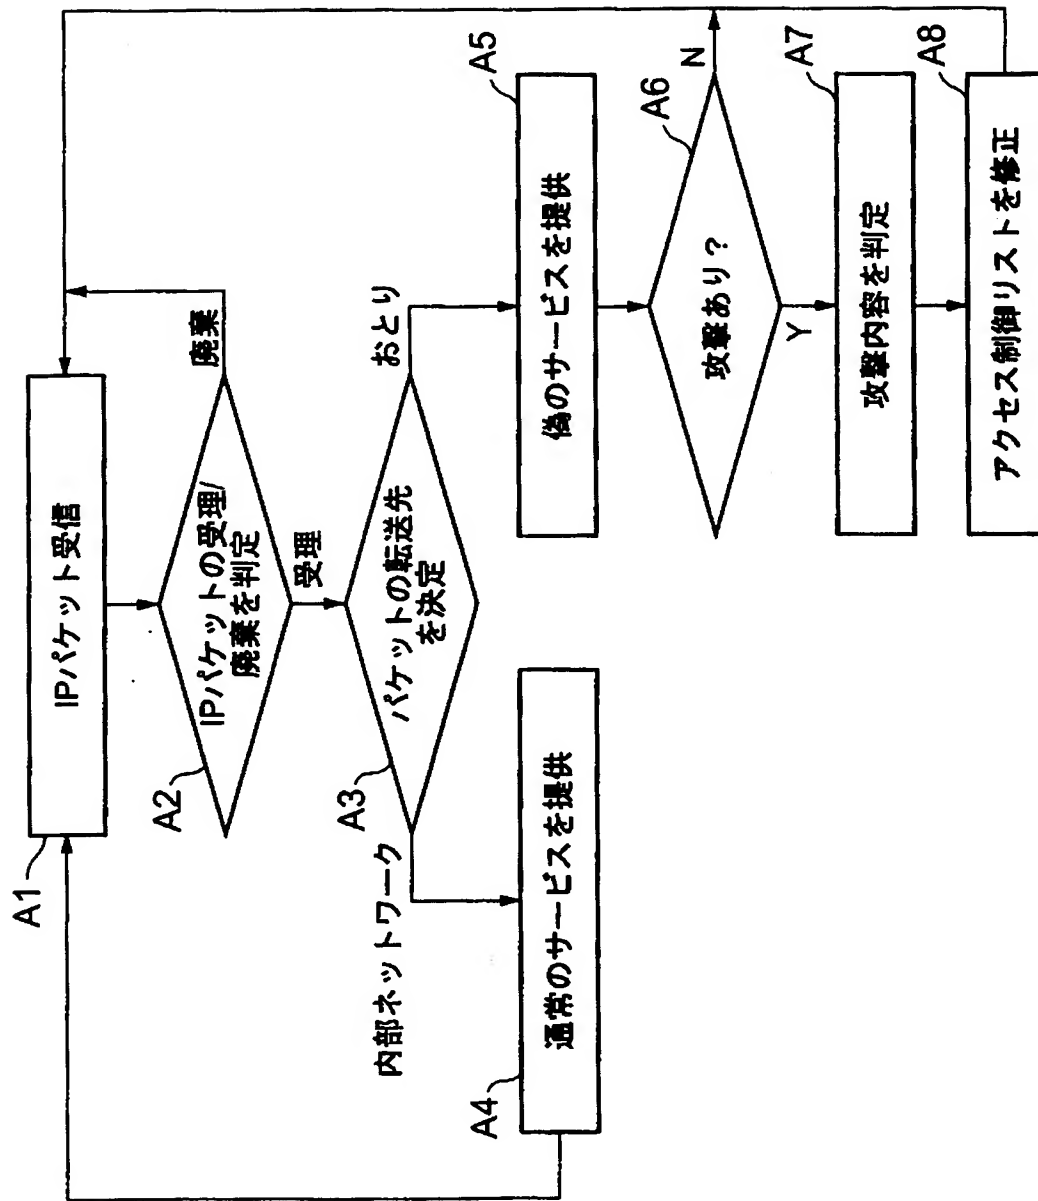 A1
IPパケット受信
A2
IPパケットの受理/
廃棄を判定
廃棄
受理
A3
パケットの転送先
を決定
内部ネットワーク
おとり
A4
通常のサービスを提供
A5
偽のサービスを提供
A6
攻撃あり？
N
Y
A7
攻撃内容を判定
A8
アクセス制御リストを修正